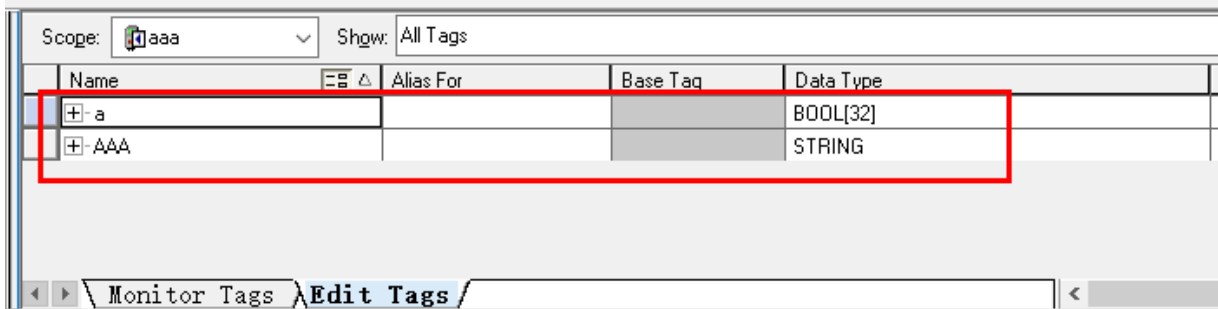 Scope: aaa Show: All Tags
Name Alias For Base Tag Data Type
a BOOL[32]
AAA STRING
Monitor Tags Edit Tags